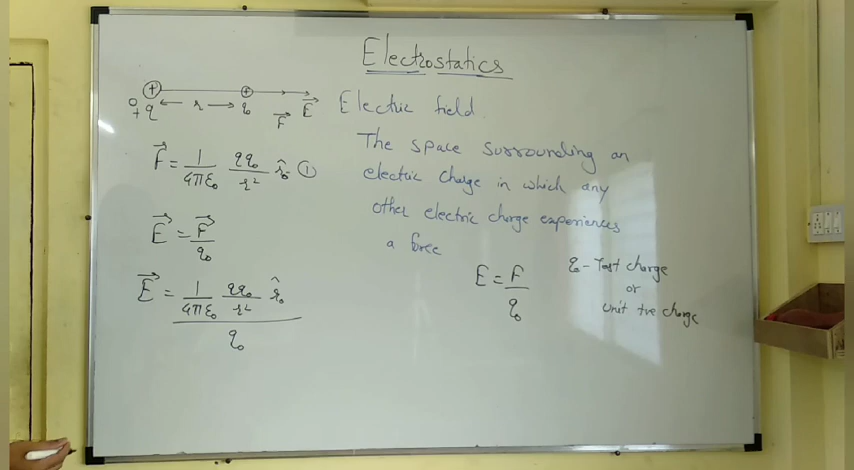 Electrostatics
+ +
+q ← r → q₀ F⃗ E⃗
Electric field
The space surrounding an
electric charge in which any
other electric charge experiences
a force
F⃗ = 1/4πε₀ qq₀/r² r̂₀ ①
E⃗ = F⃗/q₀
E⃗ = (1/4πε₀ qq₀/r² r̂₀)/q₀
E = F/q₀
q₀ - Test charge
or
Unit +ve charge